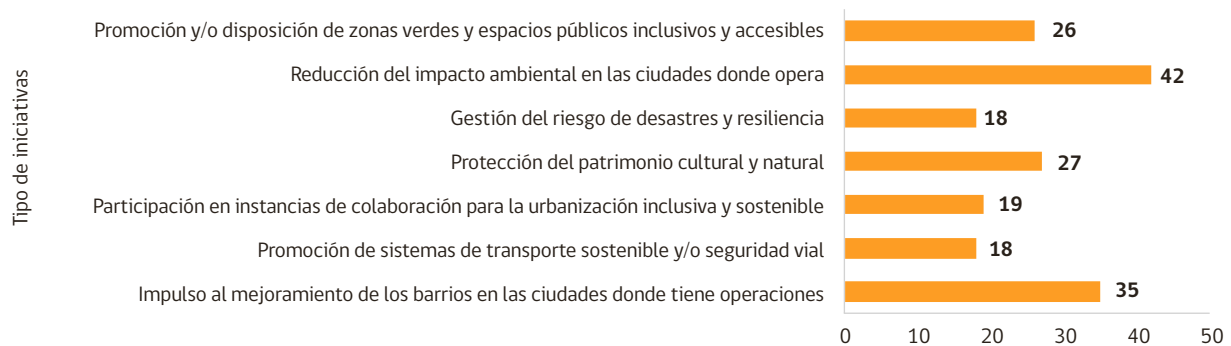 Tipo de iniciativas
Promoción y/o disposición de zonas verdes y espacios públicos inclusivos y accesibles 26
Reducción del impacto ambiental en las ciudades donde opera 42
Gestión del riesgo de desastres y resiliencia 18
Protección del patrimonio cultural y natural 27
Participación en instancias de colaboración para la urbanización inclusiva y sostenible 19
Promoción de sistemas de transporte sostenible y/o seguridad vial 18
Impulso al mejoramiento de los barrios en las ciudades donde tiene operaciones 35
0 10 20 30 40 50